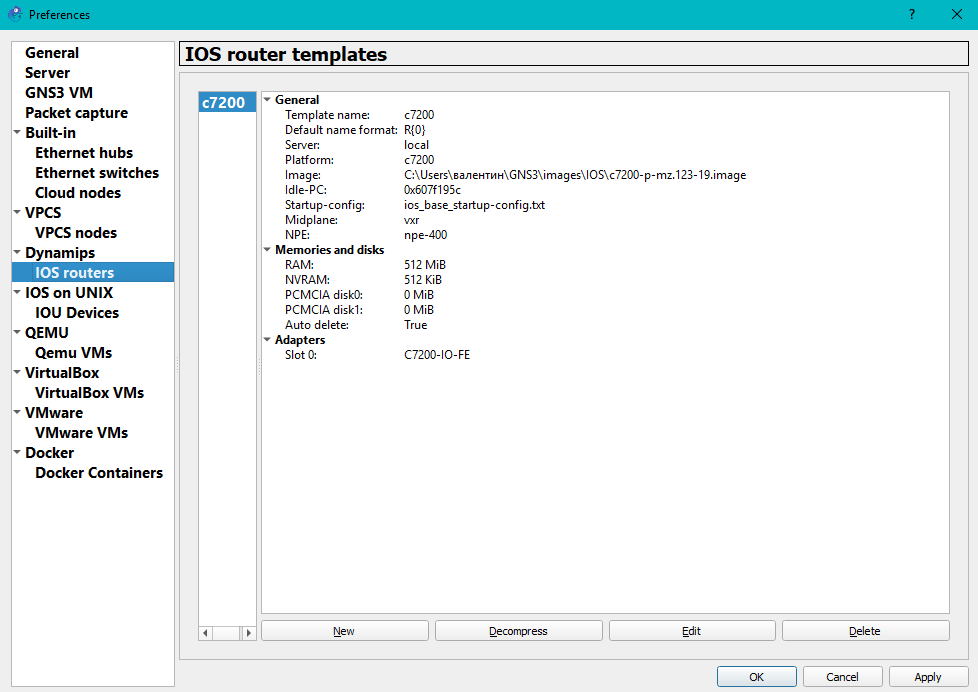 Preferences
?
General
Server
GNS3 VM
Packet capture
Built-in
Ethernet hubs
Ethernet switches
Cloud nodes
VPCS
VPCS nodes
Dynamips
IOS routers
IOS on UNIX
IOU Devices
QEMU
Qemu VMs
VirtualBox
VirtualBox VMs
VMware
VMware VMs
Docker
Docker Containers
IOS router templates
c7200
General
Template name: c7200
Default name format: R{0}
Server: local
Platform: c7200
Image: C:\Users\валентин\GNS3\images\IOS\c7200-p-mz.123-19.image
Idle-PC: 0x607f195c
Startup-config: ios_base_startup-config.txt
Midplane: vxr
NPE: npe-400
Memories and disks
RAM: 512 MiB
NVRAM: 512 KiB
PCMCIA disk0: 0 MiB
PCMCIA disk1: 0 MiB
Auto delete: True
Adapters
Slot 0: C7200-IO-FE
New Decompress Edit Delete
OK Cancel Apply